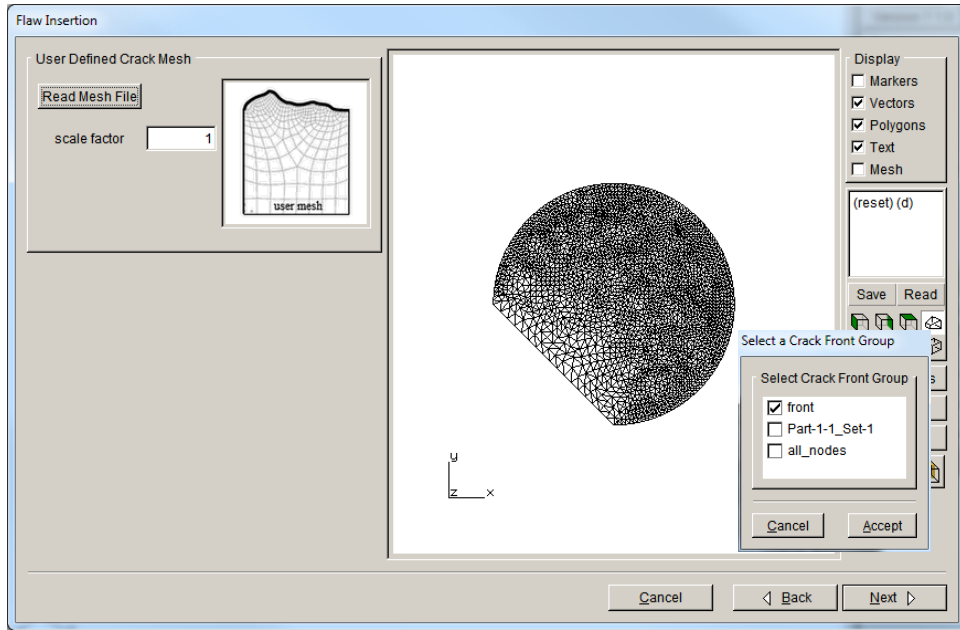 Flaw Insertion
User Defined Crack Mesh
Read Mesh File
scale factor 1
user mesh
y
z x
Display
Markers
Vectors
Polygons
Text
Mesh
(reset) (d)
Save Read
Select a Crack Front Group
Select Crack Front Group
front
Part-1-1_Set-1
all_nodes
Cancel Accept
Cancel Back Next